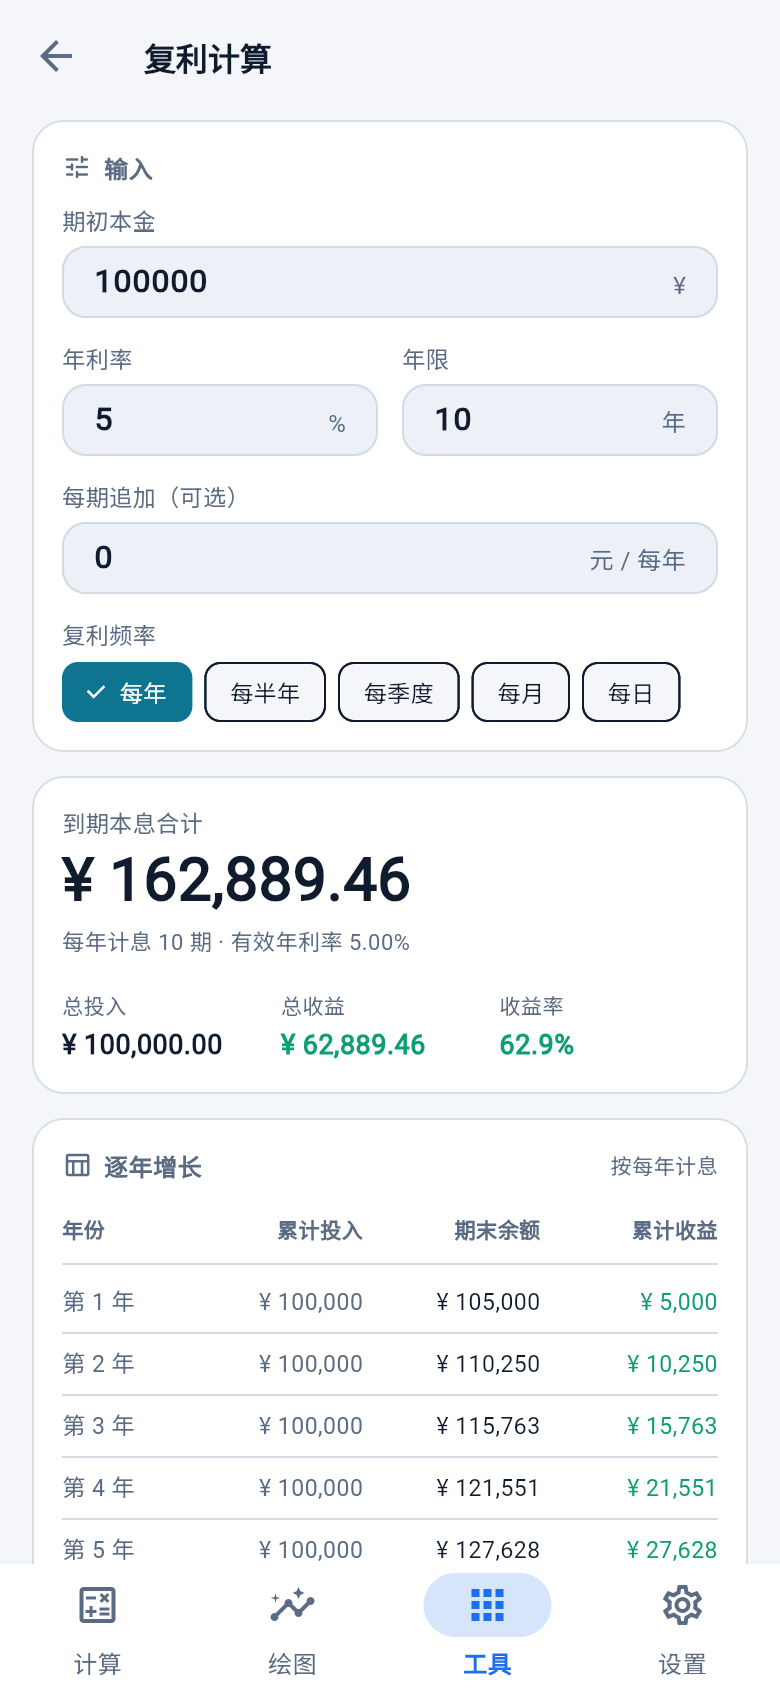 复利计算
输入
期初本金
100000 ¥
年利率 年限
5 % 10 年
每期追加（可选）
0 元 / 每年
复利频率
每年 每半年 每季度 每月 每日
到期本息合计
¥ 162,889.46
每年计息 10 期 · 有效年利率 5.00%
总投入 总收益 收益率
¥ 100,000.00 ¥ 62,889.46 62.9%
逐年增长 按每年计息
年份 累计投入 期末余额 累计收益
第 1 年 ¥ 100,000 ¥ 105,000 ¥ 5,000
第 2 年 ¥ 100,000 ¥ 110,250 ¥ 10,250
第 3 年 ¥ 100,000 ¥ 115,763 ¥ 15,763
第 4 年 ¥ 100,000 ¥ 121,551 ¥ 21,551
第 5 年 ¥ 100,000 ¥ 127,628 ¥ 27,628
计算 绘图 工具 设置